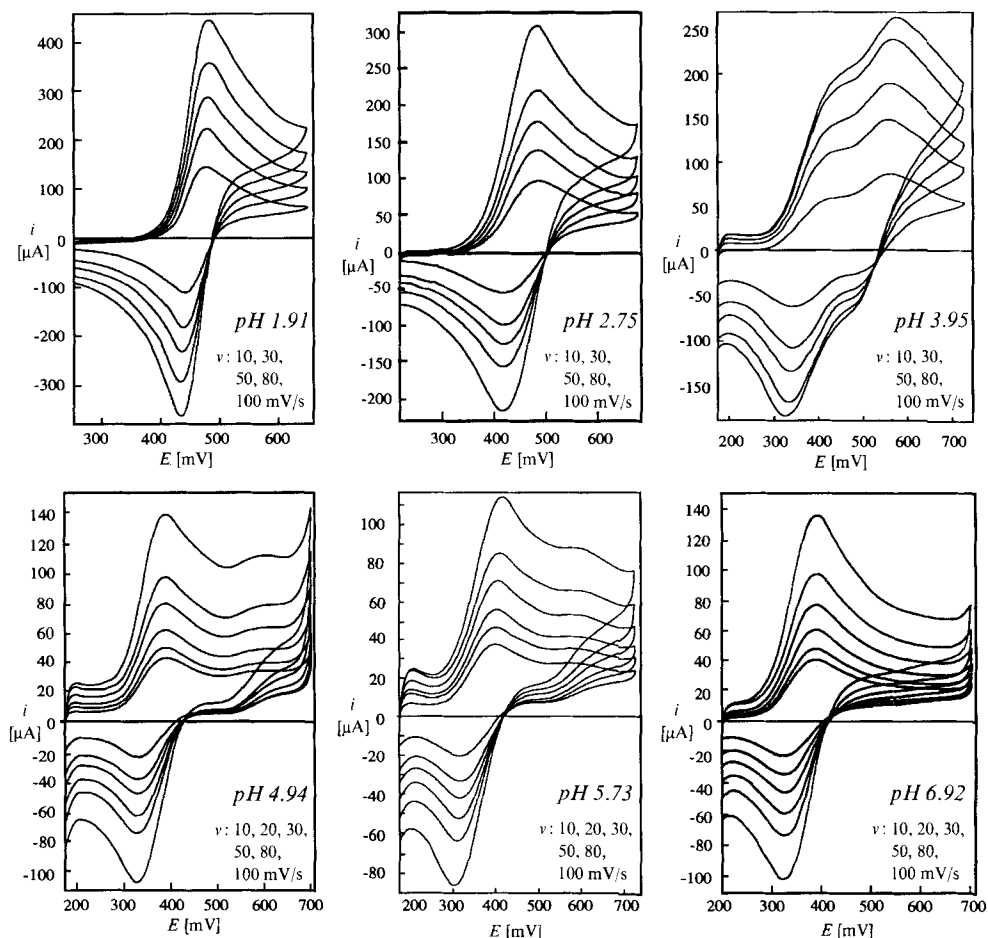 400
300
200
100
0
-100
-200
-300
i
[µA]
pH 1.91
v: 10, 30,
50, 80,
100 mV/s
300 400 500 600
E [mV]
300
250
200
150
100
50
0
-50
-100
-150
-200
i
[µA]
pH 2.75
v: 10, 30,
50, 80,
100 mV/s
300 400 500 600
E [mV]
250
200
150
100
50
0
-50
-100
-150
i
[µA]
pH 3.95
v: 10, 30,
50, 80,
100 mV/s
200 300 400 500 600 700
E [mV]
140
120
100
80
60
40
20
0
-20
-40
-60
-80
-100
i
[µA]
pH 4.94
v: 10, 20, 30,
50, 80,
100 mV/s
200 300 400 500 600 700
E [mV]
100
80
60
40
20
0
-20
-40
-60
-80
i
[µA]
pH 5.73
v: 10, 20, 30,
50, 80,
100 mV/s
200 300 400 500 600 700
E [mV]
140
120
100
80
60
40
20
0
-20
-40
-60
-80
-100
i
[µA]
pH 6.92
v: 10, 20, 30,
50, 80,
100 mV/s
200 300 400 500 600 700
E [mV]